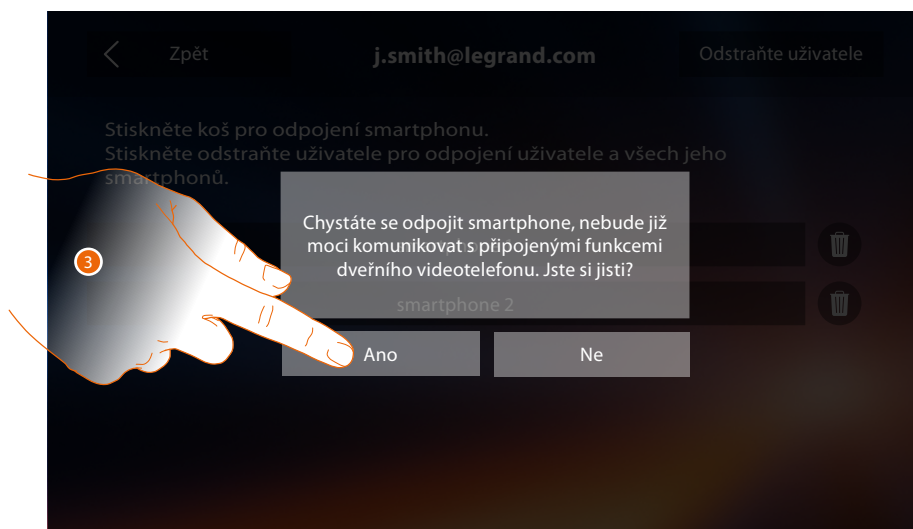 Zpět
j.smith@legrand.com
Odstraňte uživatele
Stiskněte koš pro odpojení smartphonu.
Stiskněte odstraňte uživatele pro odpojení uživatele a všech jeho
smartphonů.
Chystáte se odpojit smartphone, nebude již
moci komunikovat s připojenými funkcemi
dveřního videotelefonu. Jste si jisti?
3
smartphone 2
Ano
Ne